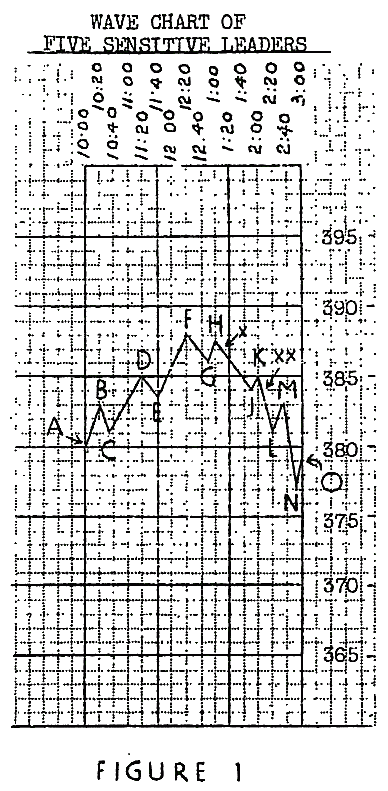 WAVE CHART OF
FIVE SENSITIVE LEADERS
10:00 10:20 10:40 11:00 11:20 11:40 12:00 12:20 12:40 1:00 1:20 1:40 2:00 2:20 2:40 3:00
395
390
F H X
D K XX
385
G
B E J M
A C L
380
O
N
375
370
365
FIGURE 1